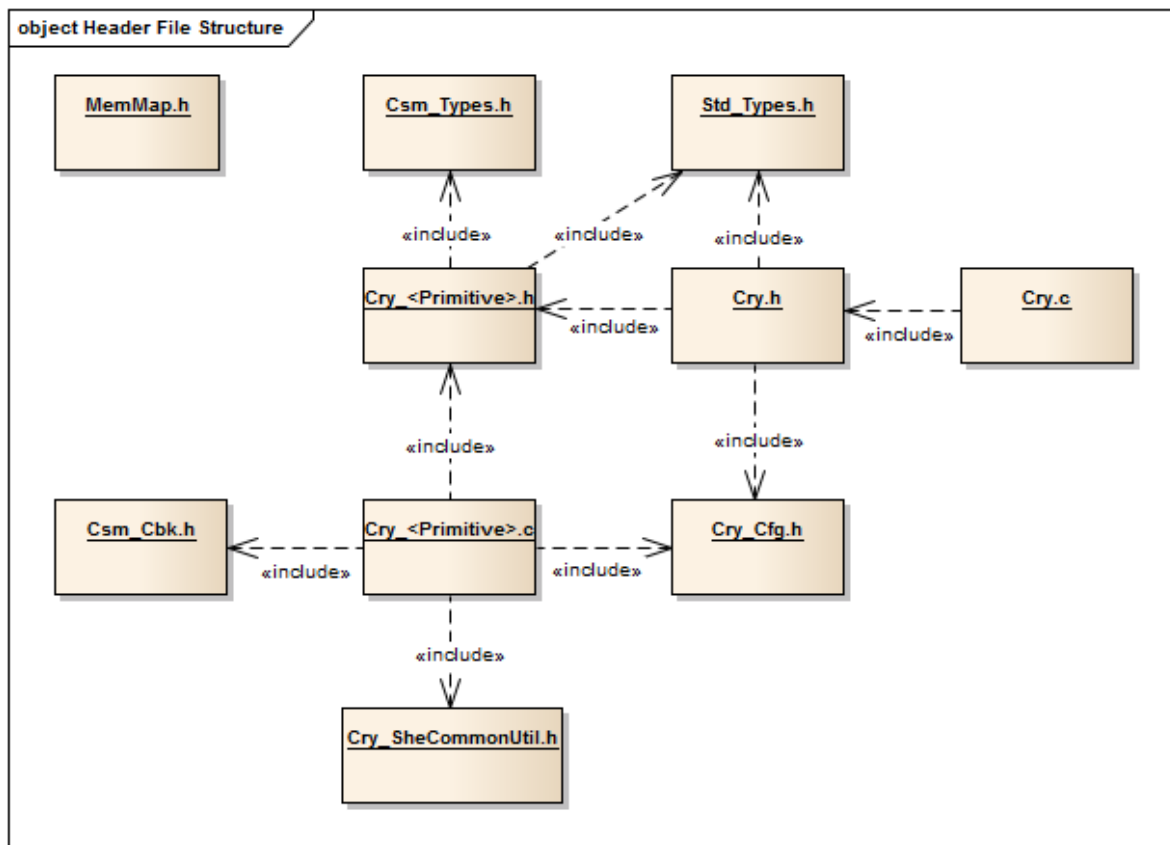 object Header File Structure
MemMap.h
Csm_Types.h
Std_Types.h
«include»
«include»
«include»
Cry_<Primitive>.h
Cry.h
Cry.c
«include»
«include»
«include»
«include»
Csm_Cbk.h
Cry_<Primitive>.c
Cry_Cfg.h
«include»
«include»
«include»
Cry_SheCommonUtil.h